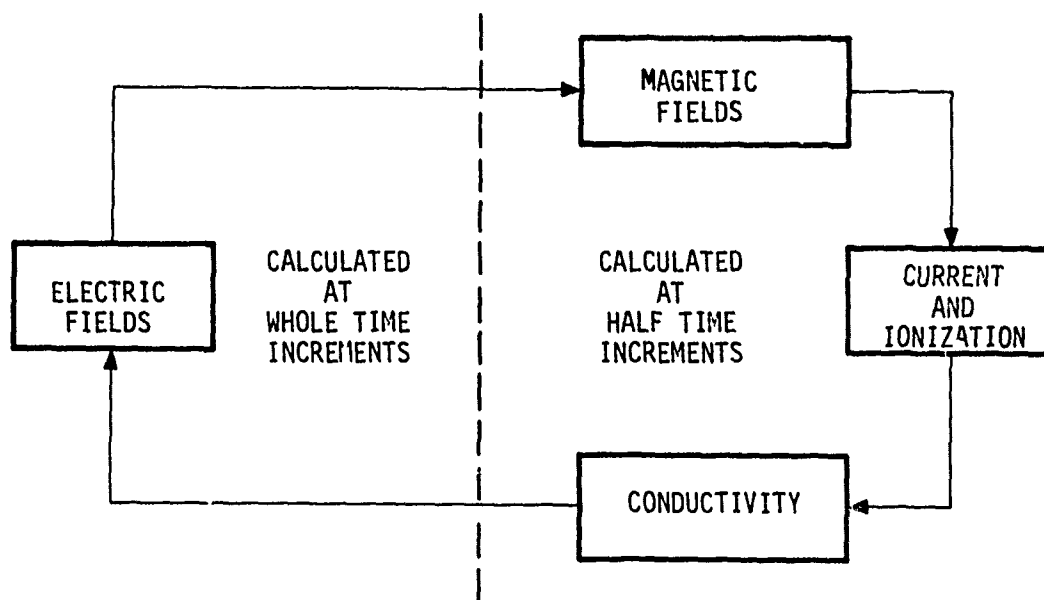 MAGNETIC
FIELDS
ELECTRIC
FIELDS
CALCULATED
AT
WHOLE TIME
INCREMENTS
CALCULATED
AT
HALF TIME
INCREMENTS
CURRENT
AND
IONIZATION
CONDUCTIVITY